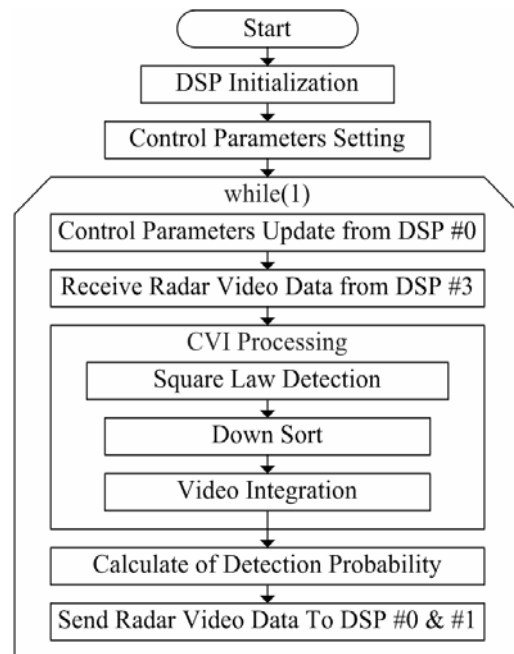 Start
DSP Initialization
Control Parameters Setting
while(1)
Control Parameters Update from DSP #0
Receive Radar Video Data from DSP #3
CVI Processing
Square Law Detection
Down Sort
Video Integration
Calculate of Detection Probability
Send Radar Video Data To DSP #0 & #1